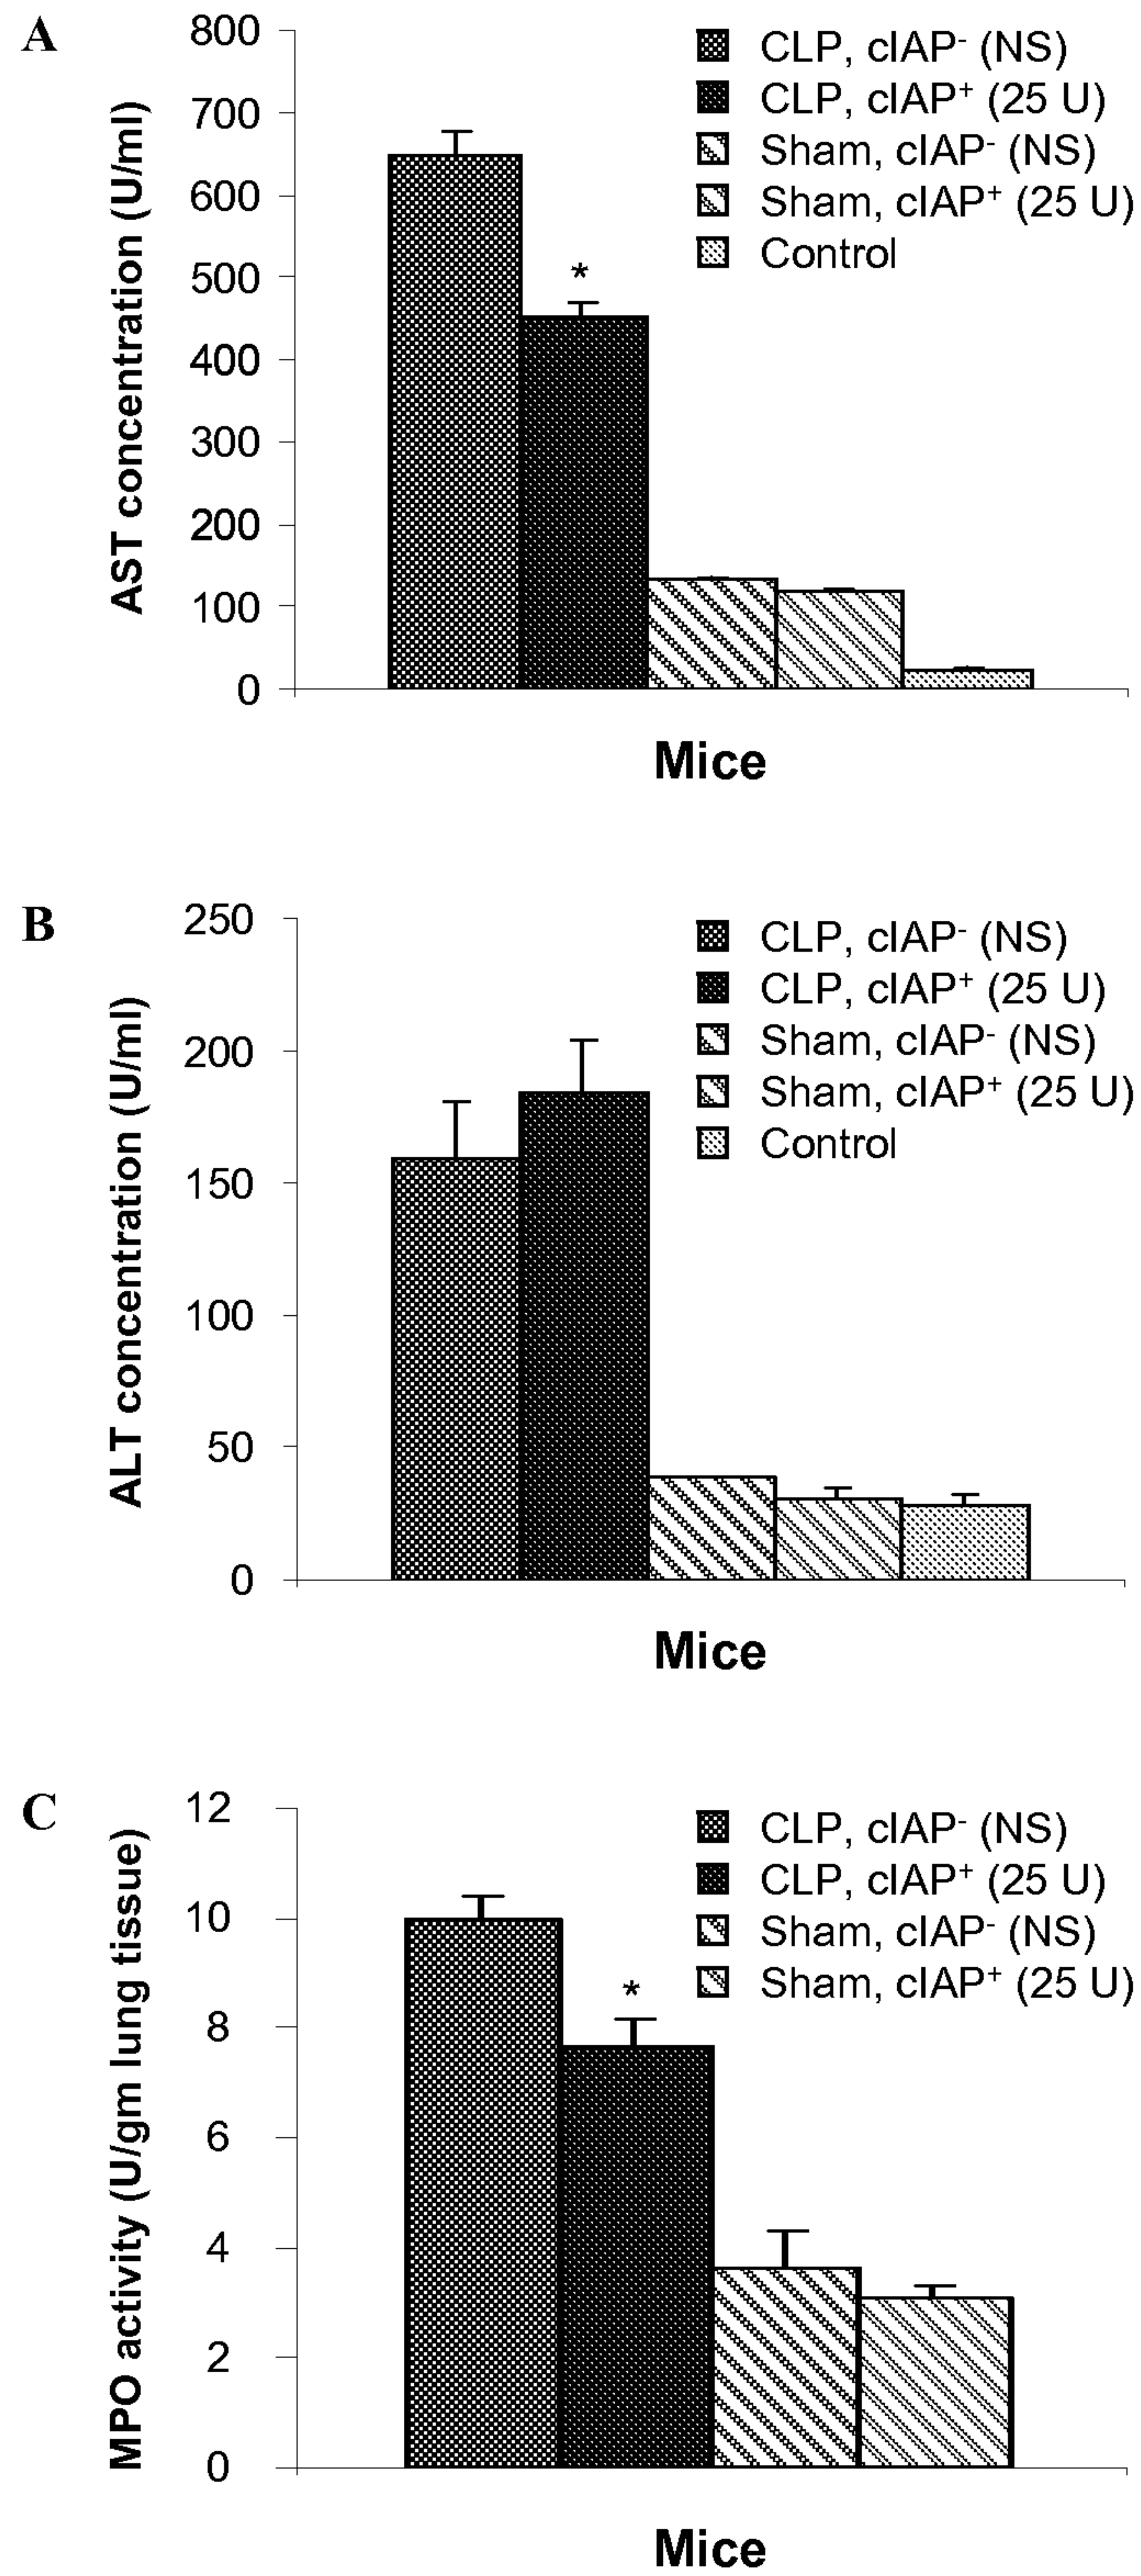 A
AST concentration (U/ml)
800
700
600
500
400
300
200
100
0
*
CLP, cIAP⁻ (NS)
CLP, cIAP⁺ (25 U)
Sham, cIAP⁻ (NS)
Sham, cIAP⁺ (25 U)
Control
Mice
B
ALT concentration (U/ml)
250
200
150
100
50
0
CLP, cIAP⁻ (NS)
CLP, cIAP⁺ (25 U)
Sham, cIAP⁻ (NS)
Sham, cIAP⁺ (25 U)
Control
Mice
C
MPO activity (U/gm lung tissue)
12
10
8
6
4
2
0
*
CLP, cIAP⁻ (NS)
CLP, cIAP⁺ (25 U)
Sham, cIAP⁻ (NS)
Sham, cIAP⁺ (25 U)
Mice